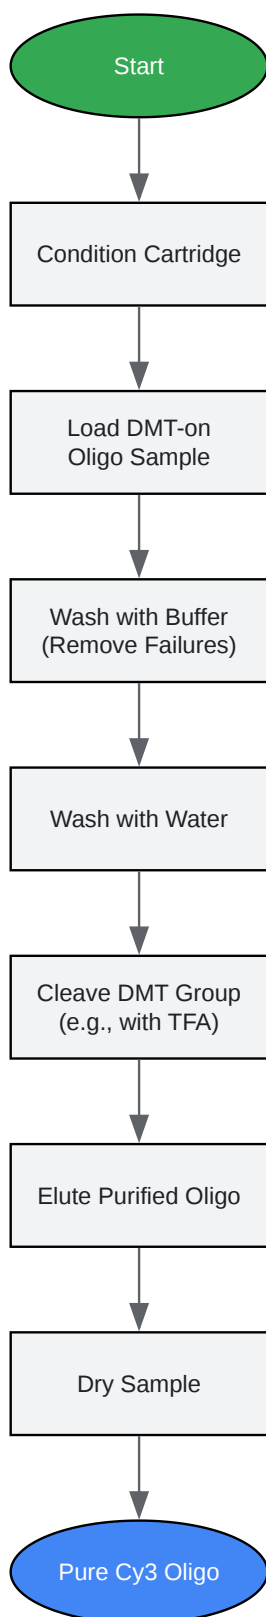 Start
Condition Cartridge
Load DMT-on
Oligo Sample
Wash with Buffer
(Remove Failures)
Wash with Water
Cleave DMT Group
(e.g., with TFA)
Elute Purified Oligo
Dry Sample
Pure Cy3 Oligo